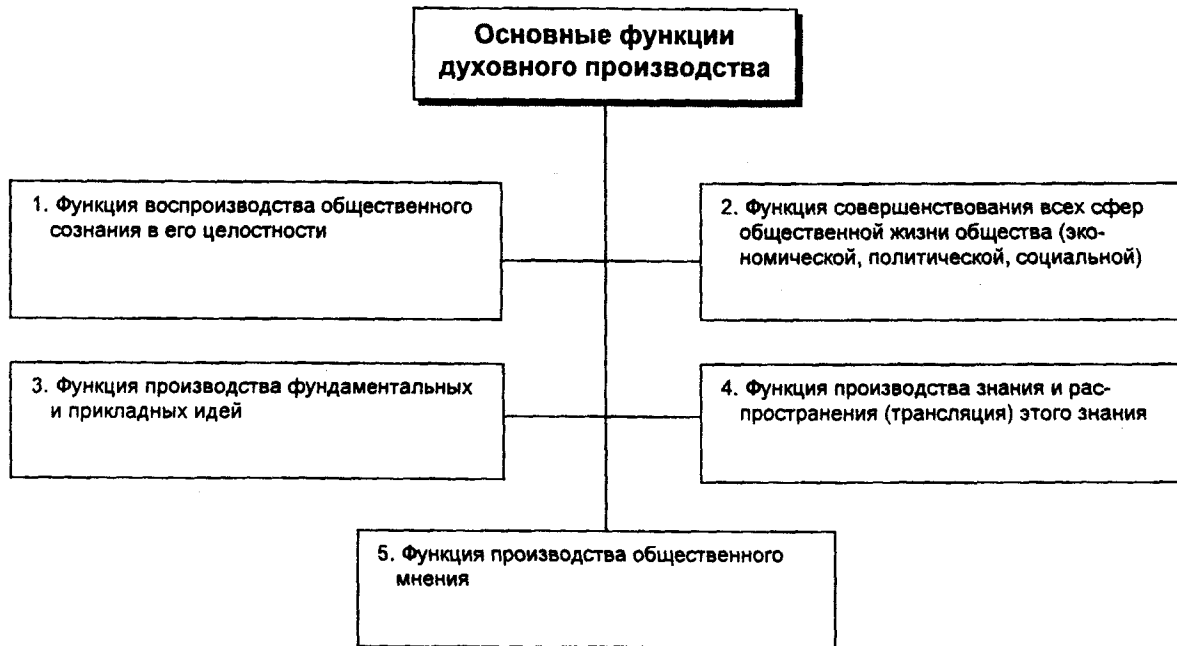 Основные функции
духовного производства
1. Функция воспроизводства общественного
сознания в его целостности
2. Функция совершенствования всех сфер
общественной жизни общества (эко-
номической, политической, социальной)
3. Функция производства фундаментальных
и прикладных идей
4. Функция производства знания и рас-
пространения (трансляция) этого знания
5. Функция производства общественного
мнения